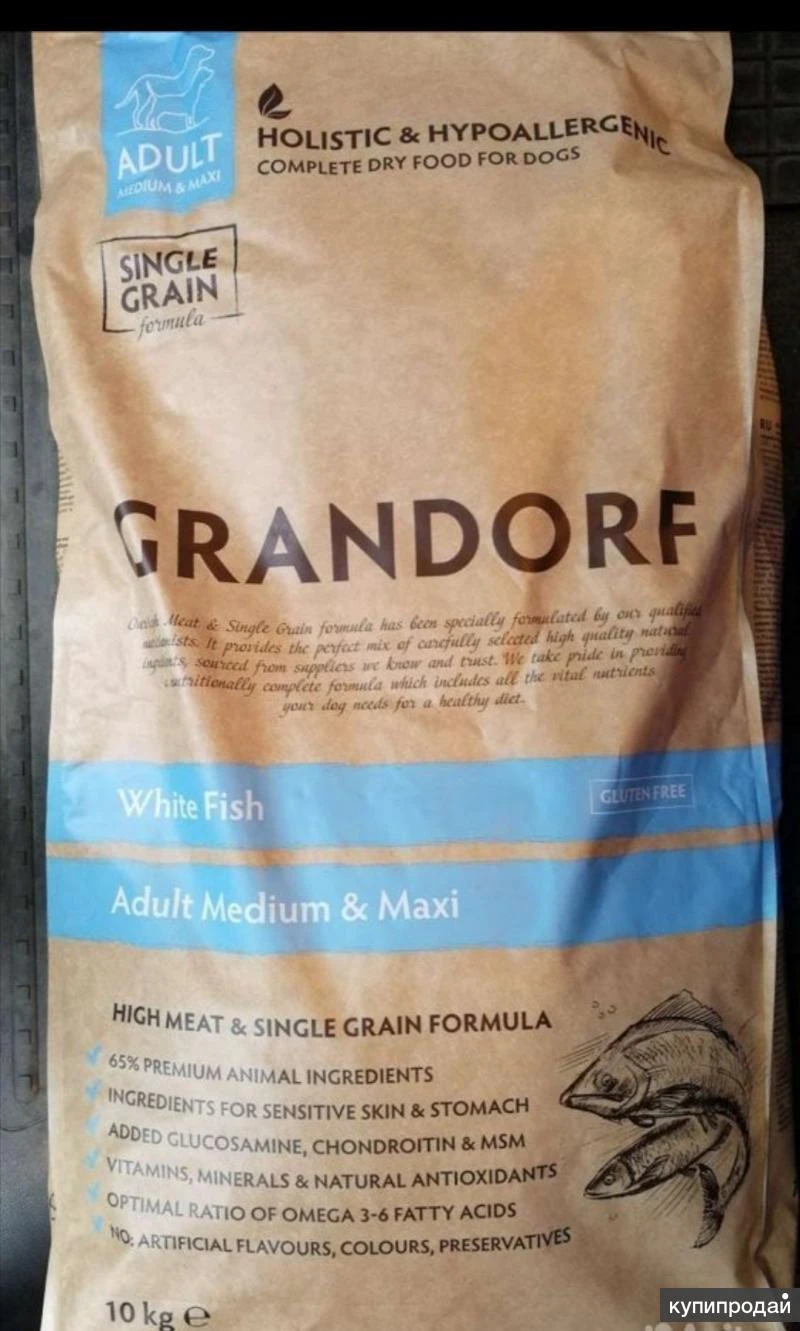 ADULT
MEDIUM & MAXI
HOLISTIC & HYPOALLERGENIC
COMPLETE DRY FOOD FOR DOGS
SINGLE
GRAIN
formula
GRANDORF
Meat & Single Grain formula has been specially formulated by our qualified
It provides the perfect mix of carefully selected high quality natural
sourced from suppliers we know and trust. We take pride in providing
nutritionally complete formula which includes all the vital nutrients
your dog needs for a healthy diet.
White Fish
GLUTEN FREE
Adult Medium & Maxi
HIGH MEAT & SINGLE GRAIN FORMULA
65% PREMIUM ANIMAL INGREDIENTS
INGREDIENTS FOR SENSITIVE SKIN & STOMACH
ADDED GLUCOSAMINE, CHONDROITIN & MSM
VITAMINS, MINERALS & NATURAL ANTIOXIDANTS
OPTIMAL RATIO OF OMEGA 3-6 FATTY ACIDS
NO: ARTIFICIAL FLAVOURS, COLOURS, PRESERVATIVES
10 kg ℮
RU
купипродай